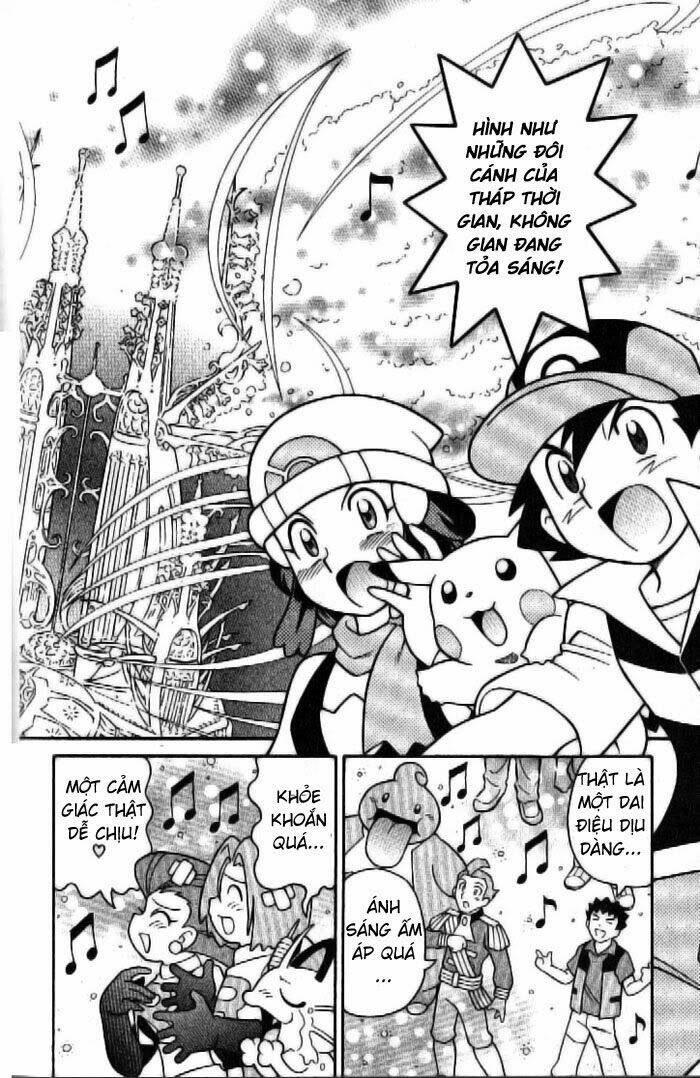 HÌNH NHƯ
NHỮNG ĐÔI
CÁNH CỦA
THÁP THỜI
GIAN, KHÔNG
GIAN ĐANG
TỎA SÁNG!
THẬT LÀ
MỘT DAI
ĐIỆU DỊU
DÀNG...
ÁNH
SÁNG ẤM
ÁP QUÁ
...
KHỎE
KHOẮN
QUÁ...
MỘT CẢM
GIÁC THẬT
DỄ CHỊU!
♡